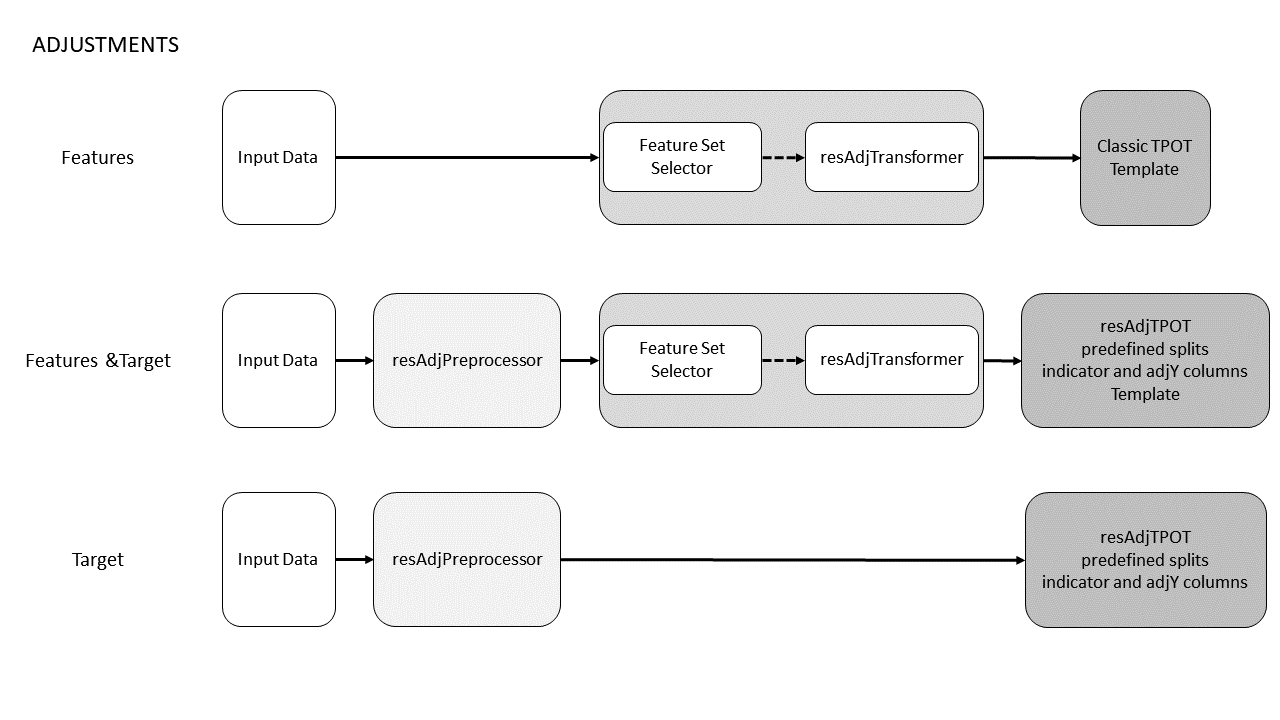 ADJUSTMENTS
Features
Input Data
Feature Set
Selector
resAdjTransformer
Classic TPOT
Template
Features &Target
Input Data
resAdjPreprocessor
Feature Set
Selector
resAdjTransformer
resAdjTPOT
predefined splits
indicator and adjY columns
Template
Target
Input Data
resAdjPreprocessor
resAdjTPOT
predefined splits
indicator and adjY columns